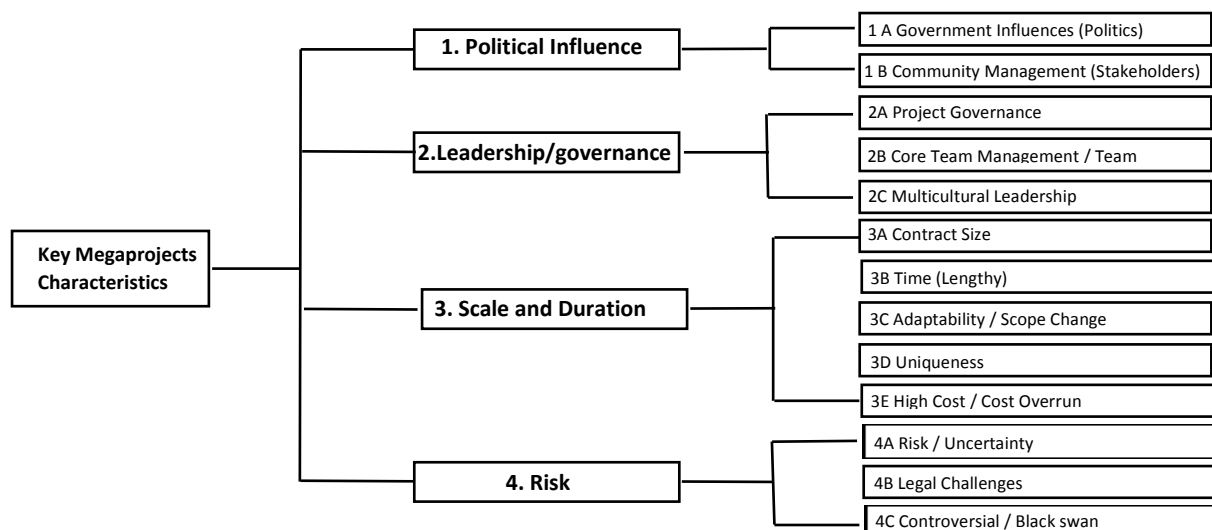 Key Megaprojects
Characteristics
1. Political Influence
1 A Government Influences (Politics)
1 B Community Management (Stakeholders)
2.Leadership/governance
2A Project Governance
2B Core Team Management / Team
2C Multicultural Leadership
3. Scale and Duration
3A Contract Size
3B Time (Lengthy)
3C Adaptability / Scope Change
3D Uniqueness
3E High Cost / Cost Overrun
4. Risk
4A Risk / Uncertainty
4B Legal Challenges
4C Controversial / Black swan